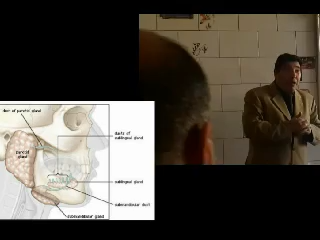 duct of parotid gland
ducts of
sublingual gland
parotid
gland
sublingual gland
submandibular duct
submandibular gland